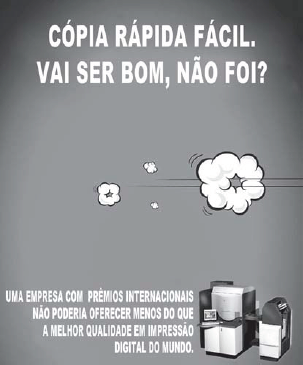 CÓPIA RÁPIDA FÁCIL.
VAI SER BOM, NÃO FOI?
UMA EMPRESA COM PRÊMIOS INTERNACIONAIS
NÃO PODERIA OFERECER MENOS DO QUE
A MELHOR QUALIDADE EM IMPRESSÃO
DIGITAL DO MUNDO.